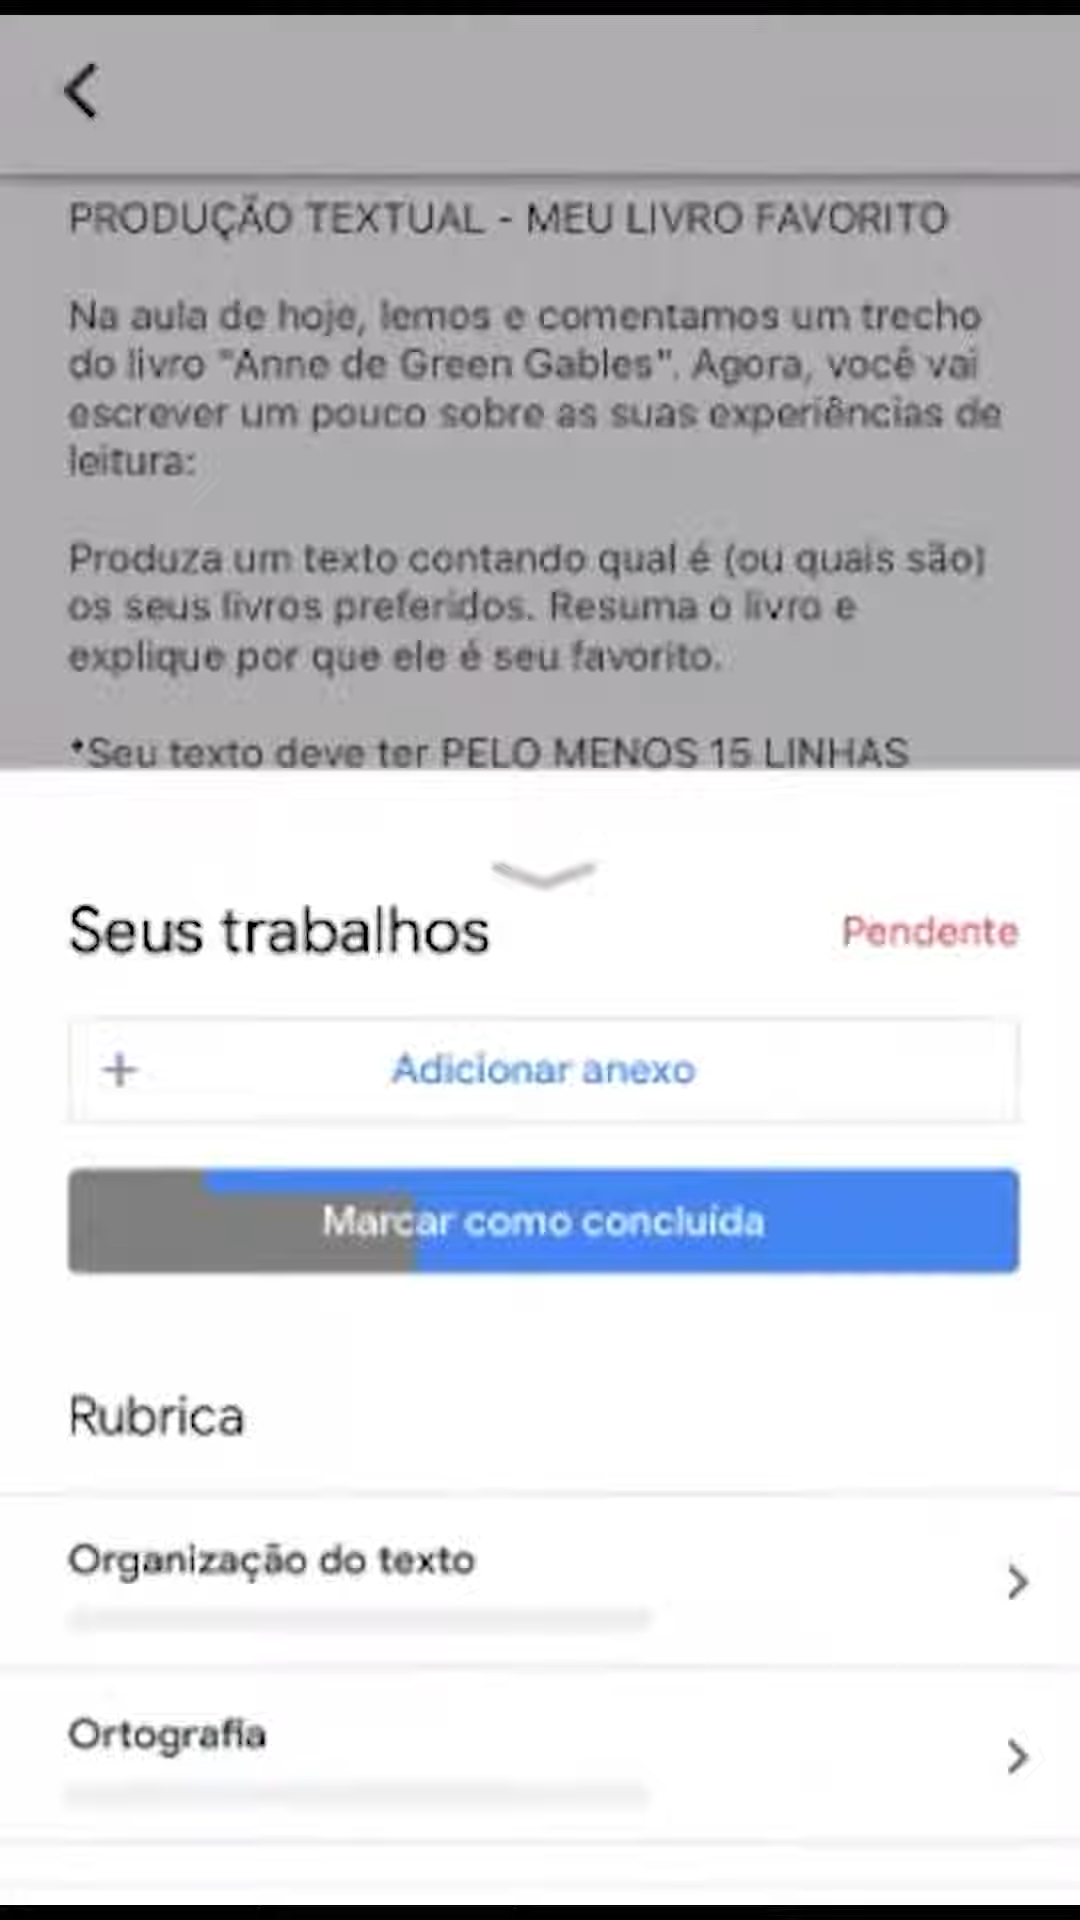 PRODUÇÃO TEXTUAL - MEU LIVRO FAVORITO
Na aula de hoje, lemos e comentamos um trecho
do livro "Anne de Green Gables". Agora, você vai
escrever um pouco sobre as suas experiências de
leitura:
Produza um texto contando qual é (ou quais são)
os seus livros preferidos. Resuma o livro e
explique por que ele é seu favorito.
*Seu texto deve ter PELO MENOS 15 LINHAS
Seus trabalhos
Pendente
+ Adicionar anexo
Marcar como concluída
Rubrica
Organização do texto
Ortografia